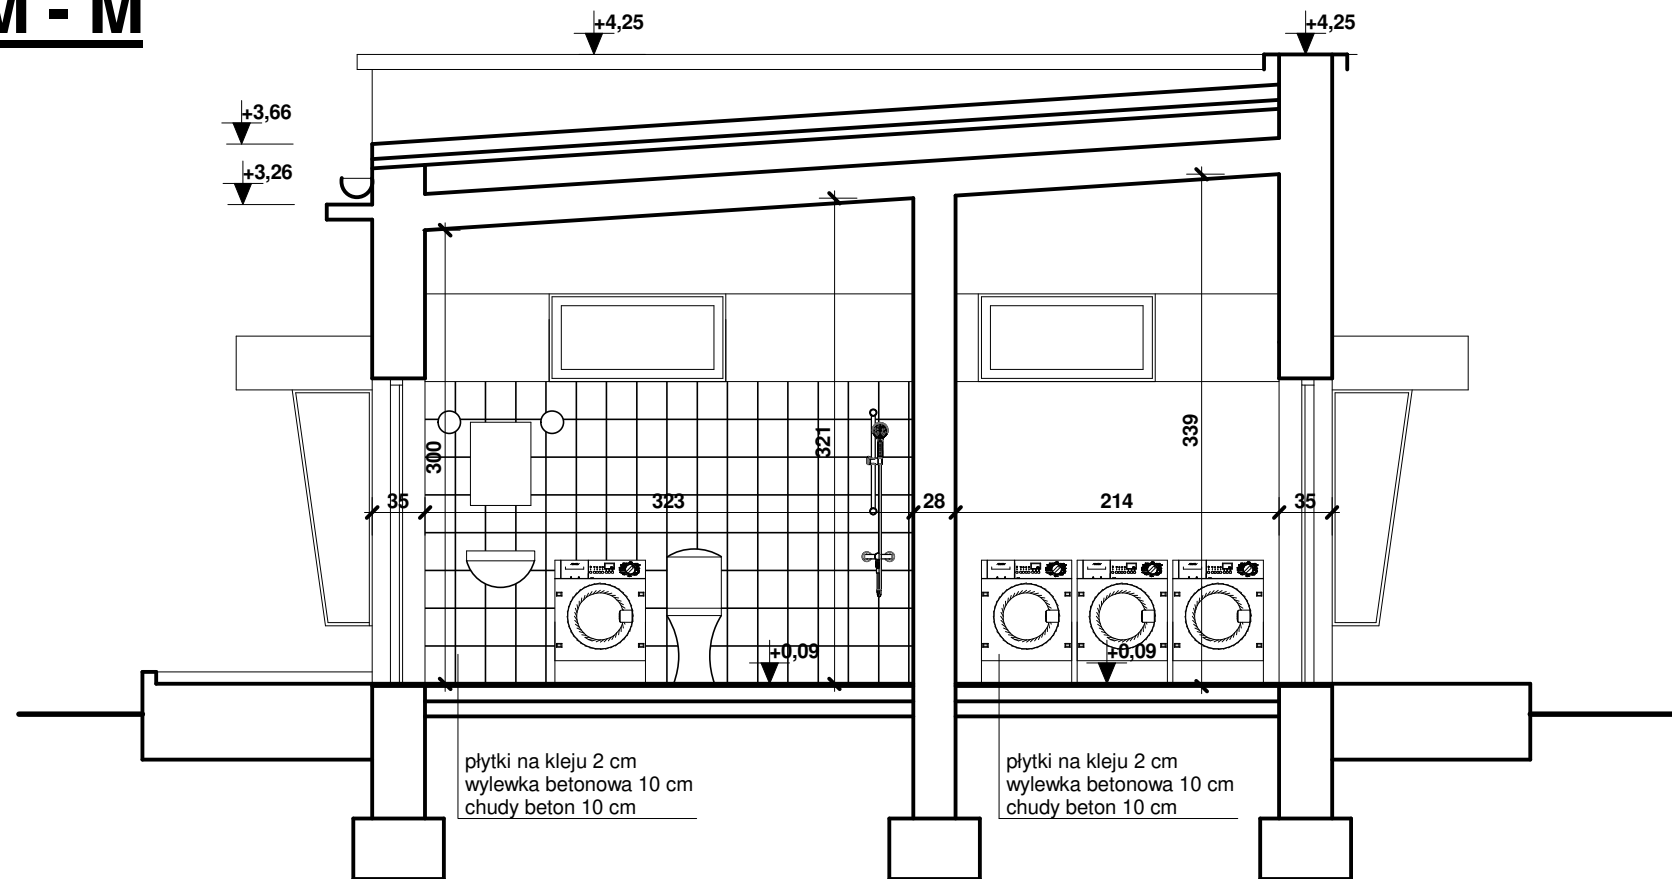 M - M
+4,25
+4,25
+3,66
+3,26
300
321
339
35
323
28
214
35
+0,09
+0,09
płytki na kleju 2 cm
wylewka betonowa 10 cm
chudy beton 10 cm
płytki na kleju 2 cm
wylewka betonowa 10 cm
chudy beton 10 cm